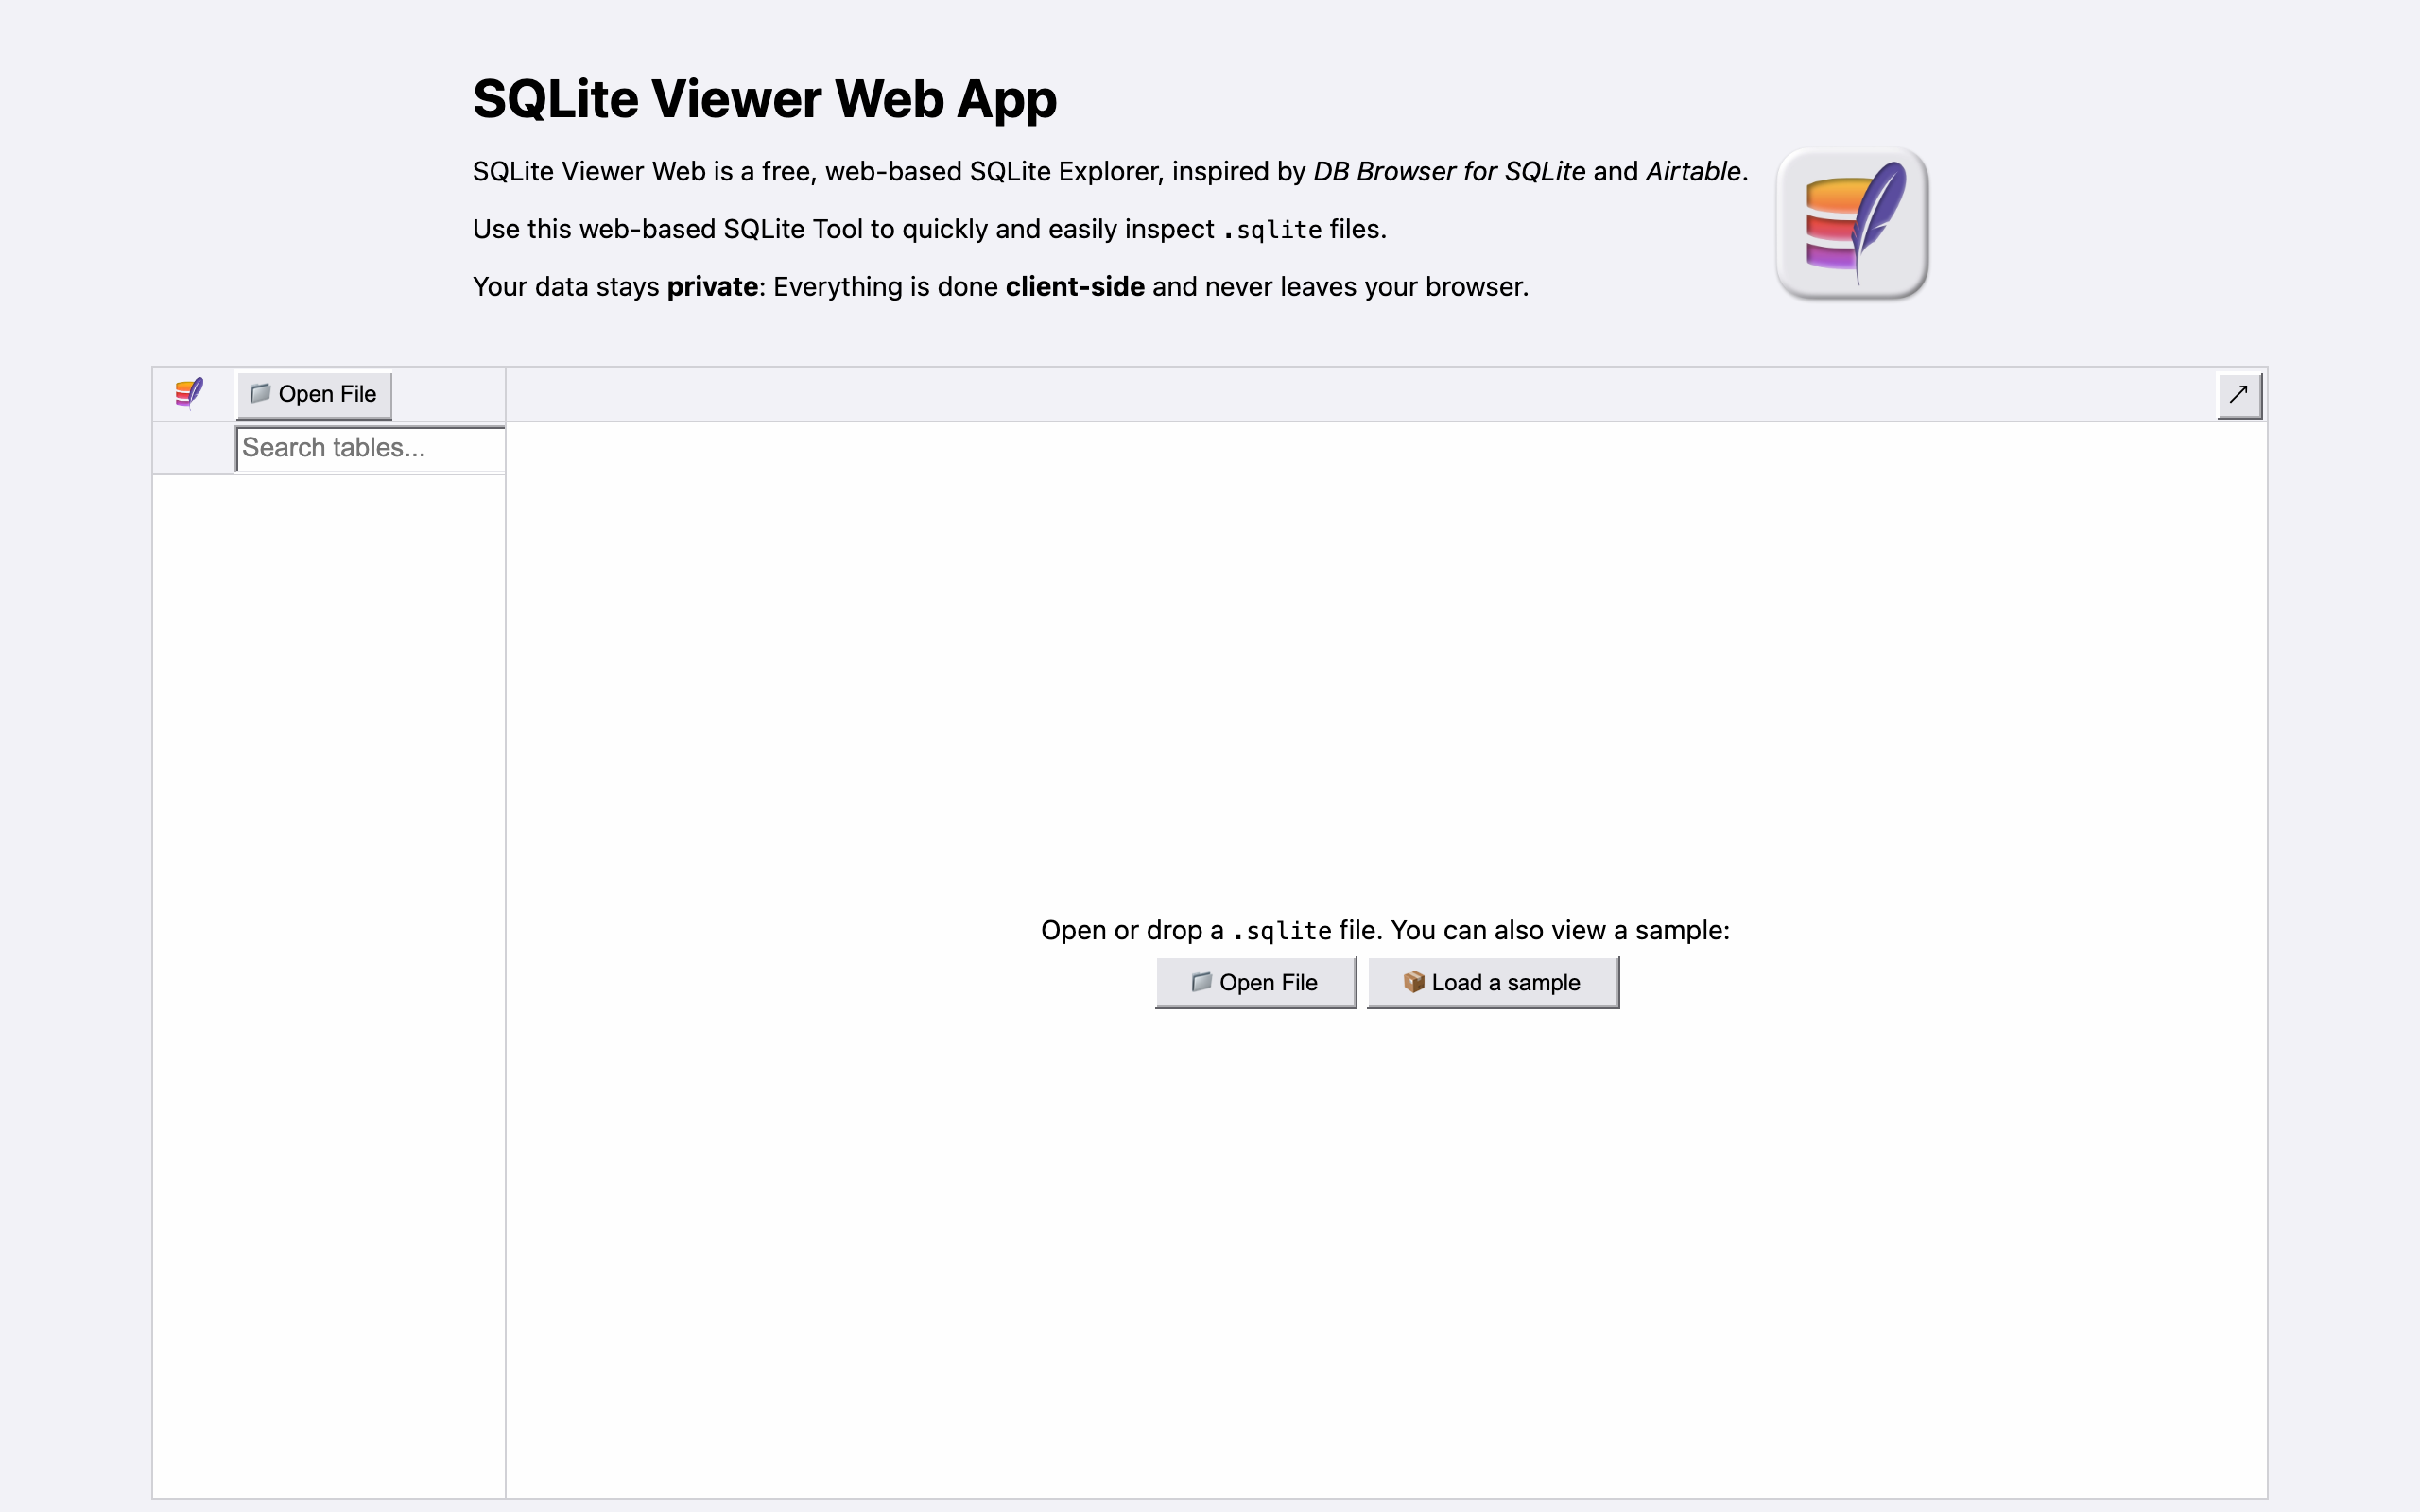 SQLite Viewer Web App
SQLite Viewer Web is a free, web-based SQLite Explorer, inspired by DB Browser for SQLite and Airtable.
Use this web-based SQLite Tool to quickly and easily inspect .sqlite files.
Your data stays private: Everything is done client-side and never leaves your browser.
Open File
Search tables...
Open or drop a .sqlite file. You can also view a sample:
Open File
Load a sample